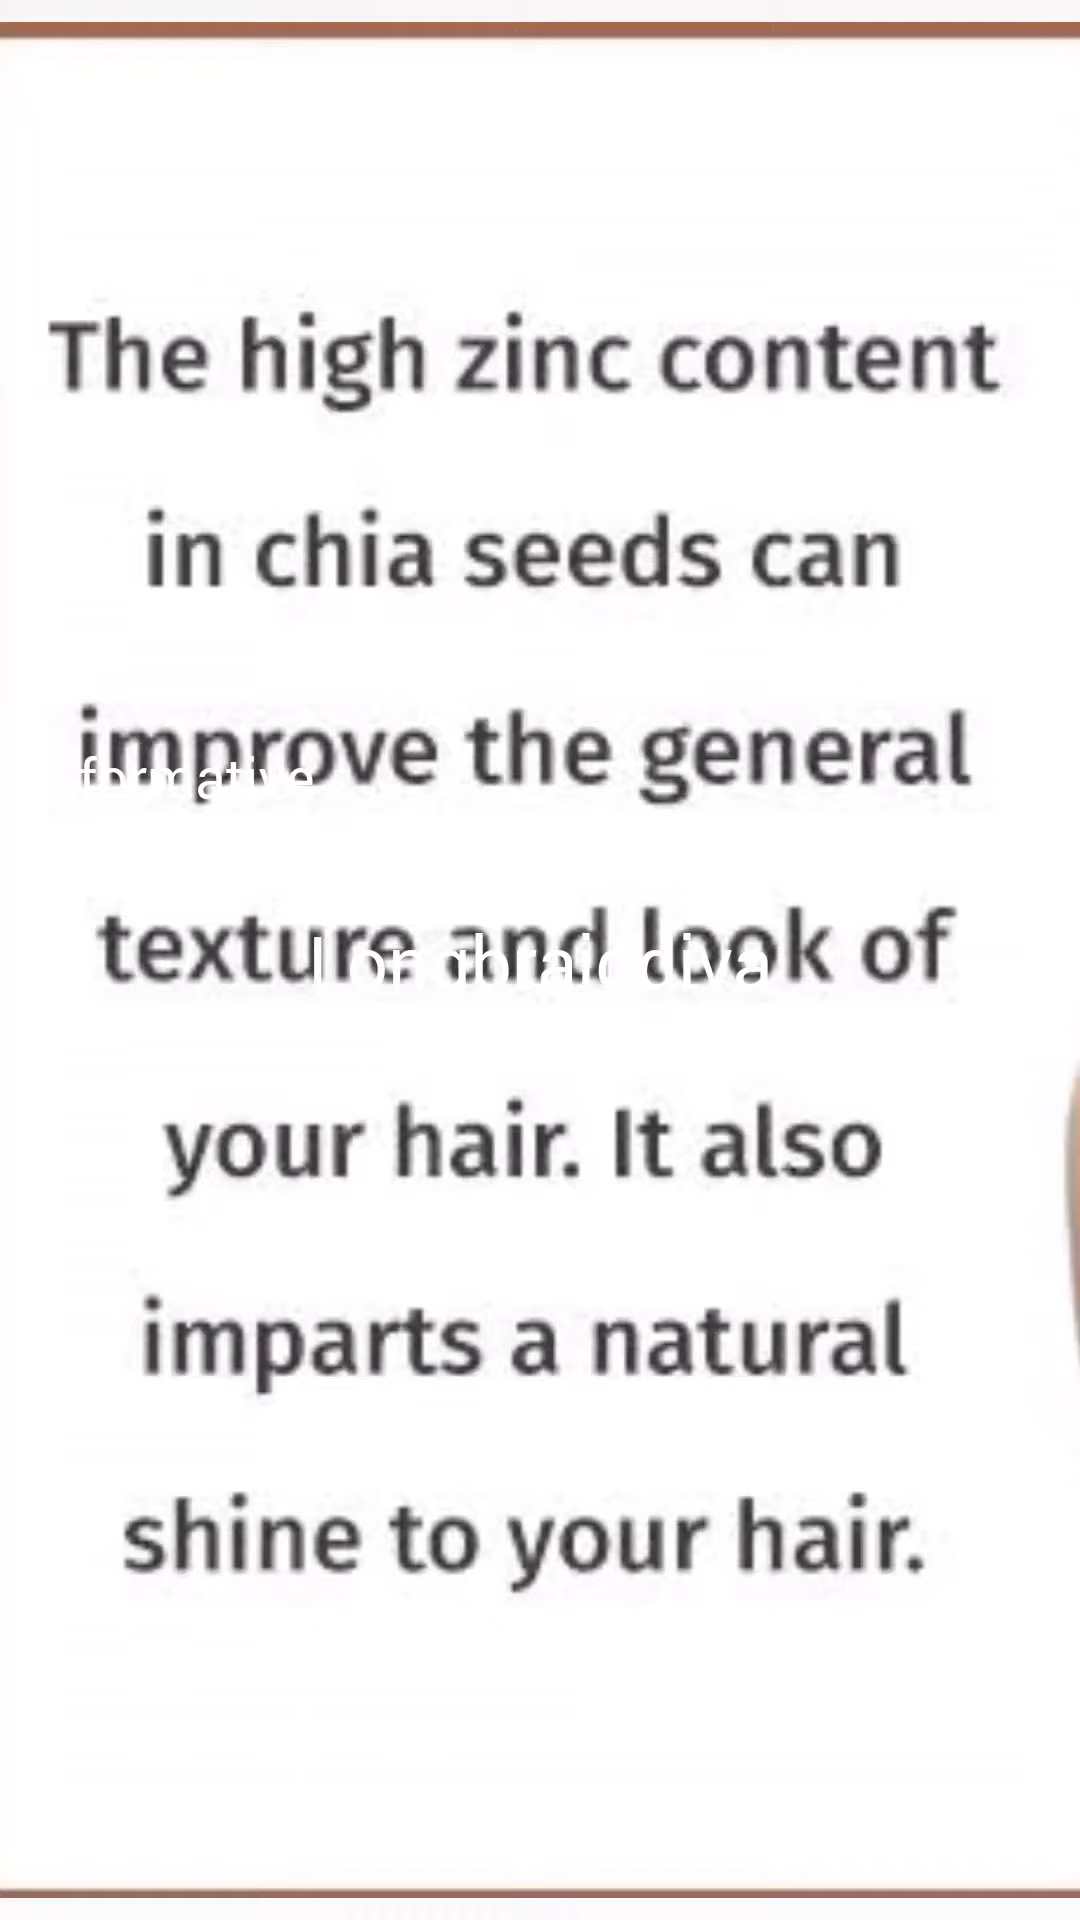 The high zinc content
in chia seeds can
improve the general
formative
texture and look of
your hair. It also
imparts a natural
shine to your hair.